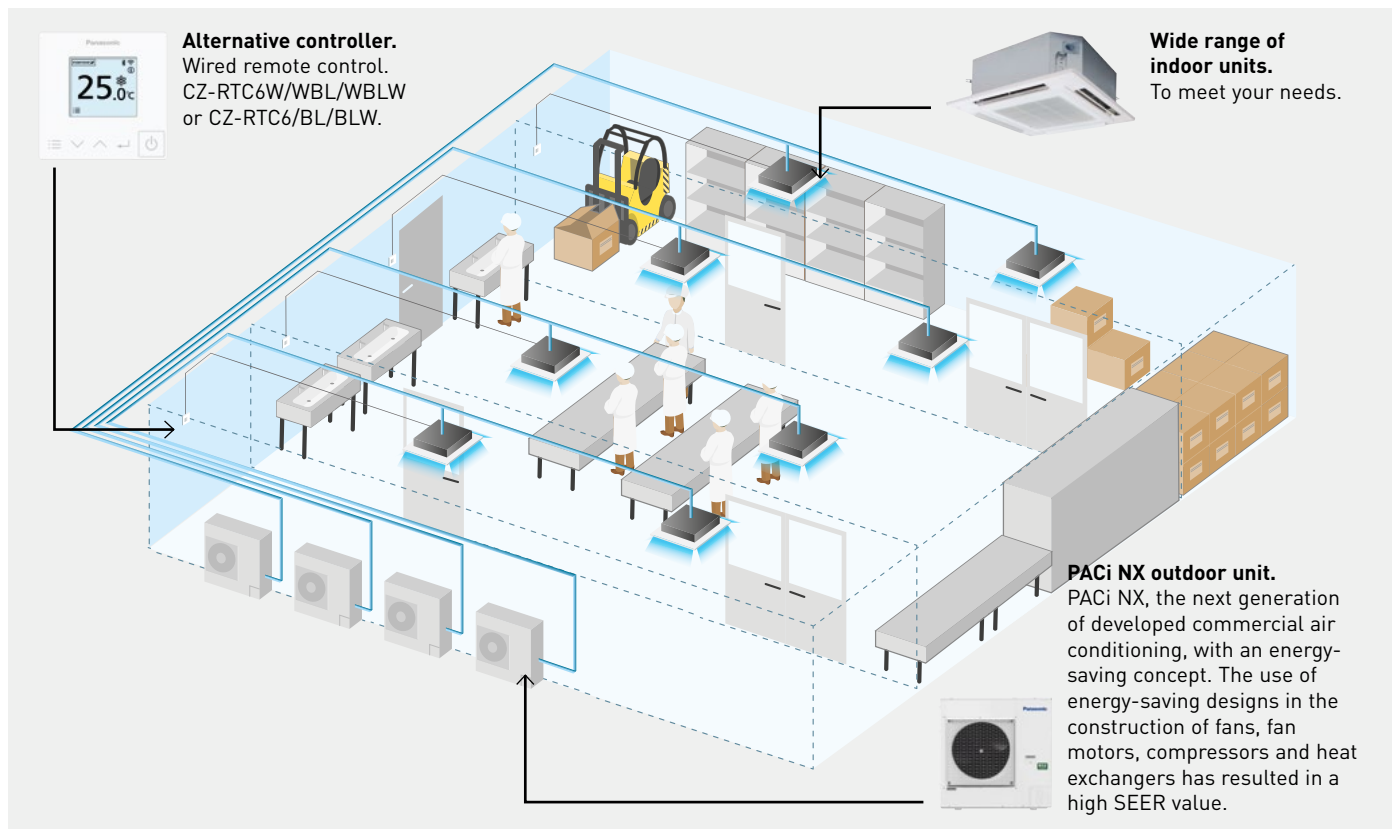 Panasonic
25.0°c
Alternative controller.
Wired remote control.
CZ-RTC6W/WBL/WBLW
or CZ-RTC6/BL/BLW.
Wide range of
indoor units.
To meet your needs.
PACi NX outdoor unit.
PACi NX, the next generation
of developed commercial air
conditioning, with an energy-
saving concept. The use of
energy-saving designs in the
construction of fans, fan
motors, compressors and heat
exchangers has resulted in a
high SEER value.
Panasonic